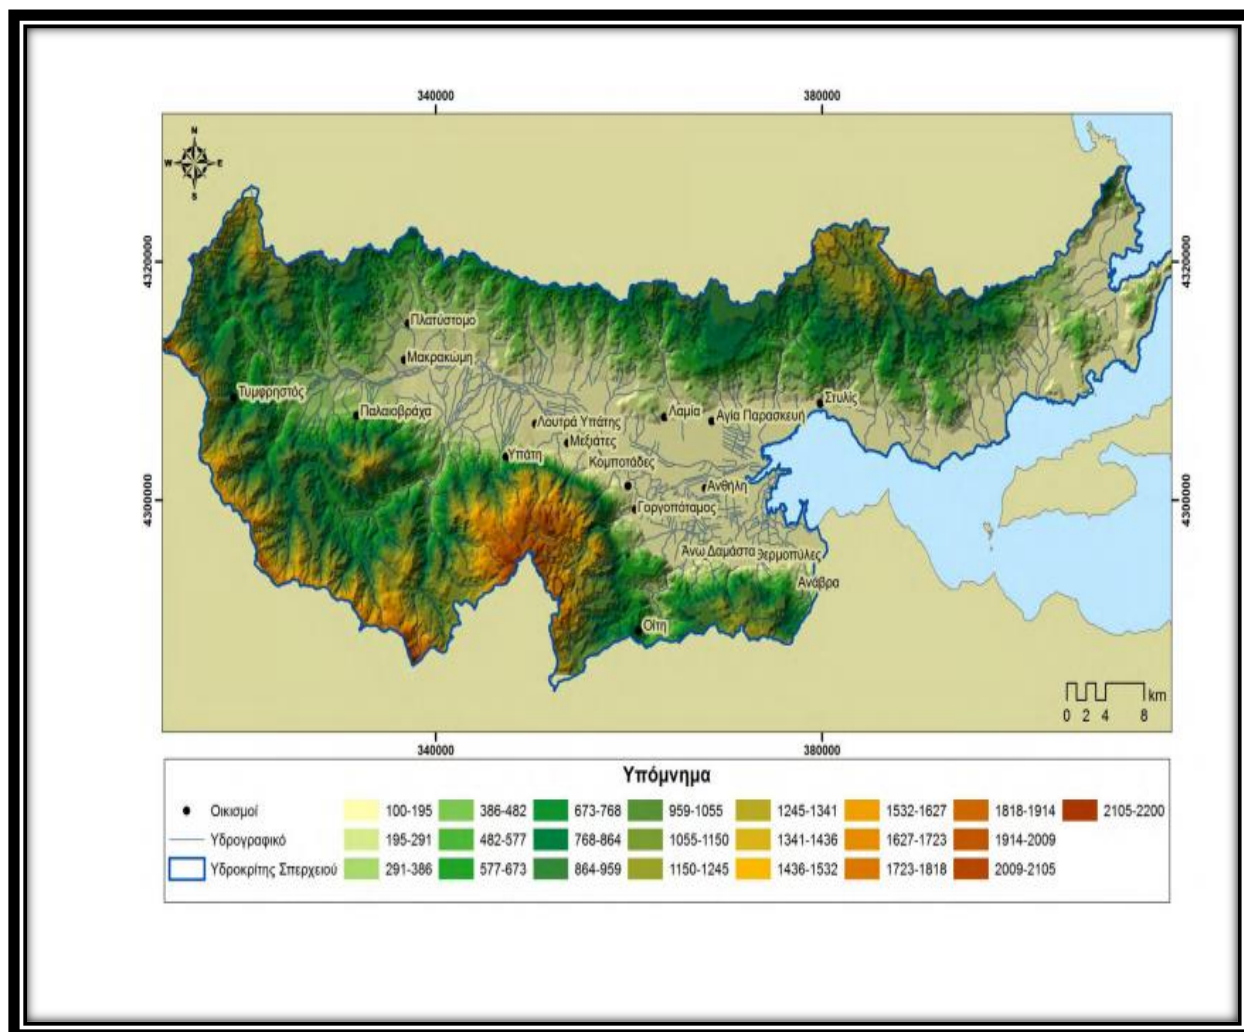 340000 380000
N
W E
S
4320000 4320000
Πλατύστομο
Μακρακώμη
Τυμφρηστός
Παλαιοβράχα
Στυλίς
Λαμία
Αγία Παρασκευή
Λουτρά Υπάτης
Μεξιάτες
Υπάτη
Κομποτάδες
Ανθήλη
4300000 4300000
Γοργοπόταμος
Άνω Δαμάστα Θερμοπύλες
Ανάβρα
Οίτη
km
0 2 4 8
340000 380000
Υπόμνημα
Οικισμοί 100-195 386-482 673-768 959-1055 1245-1341 1532-1627 1818-1914 2105-2200
Υδρογραφικό 195-291 482-577 768-864 1055-1150 1341-1436 1627-1723 1914-2009
Υδροκρίτης Σπερχειού 291-386 577-673 864-959 1150-1245 1436-1532 1723-1818 2009-2105